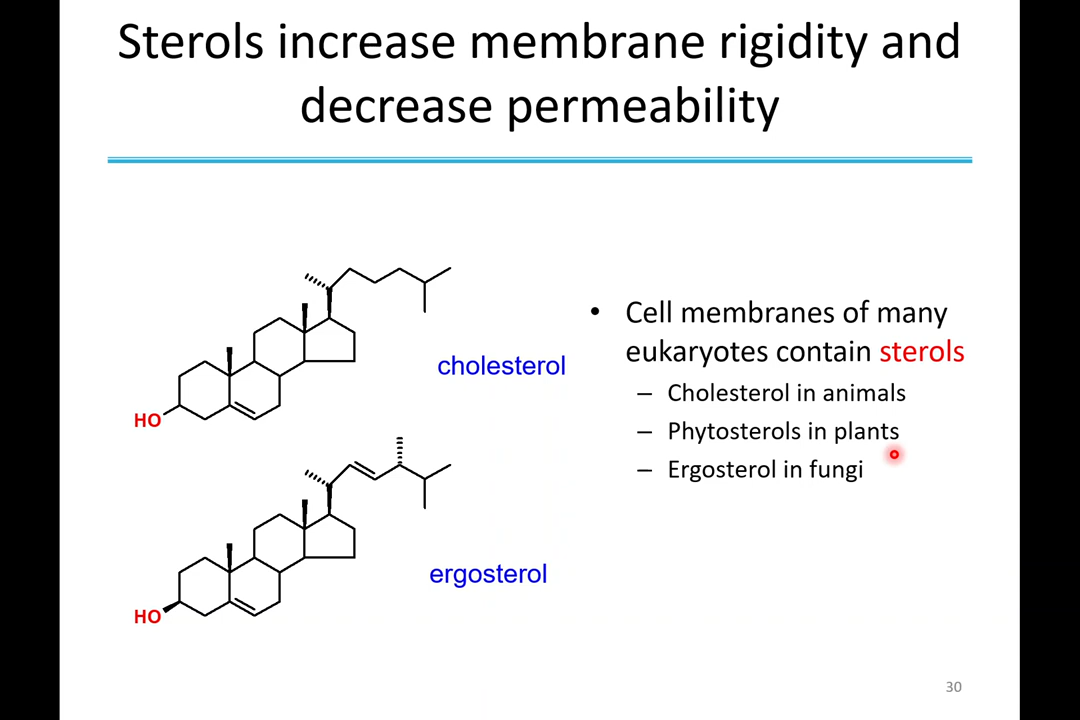 Sterols increase membrane rigidity and
decrease permeability
cholesterol
HO
ergosterol
HO
• Cell membranes of many
eukaryotes contain sterols
– Cholesterol in animals
– Phytosterols in plants
– Ergosterol in fungi
30